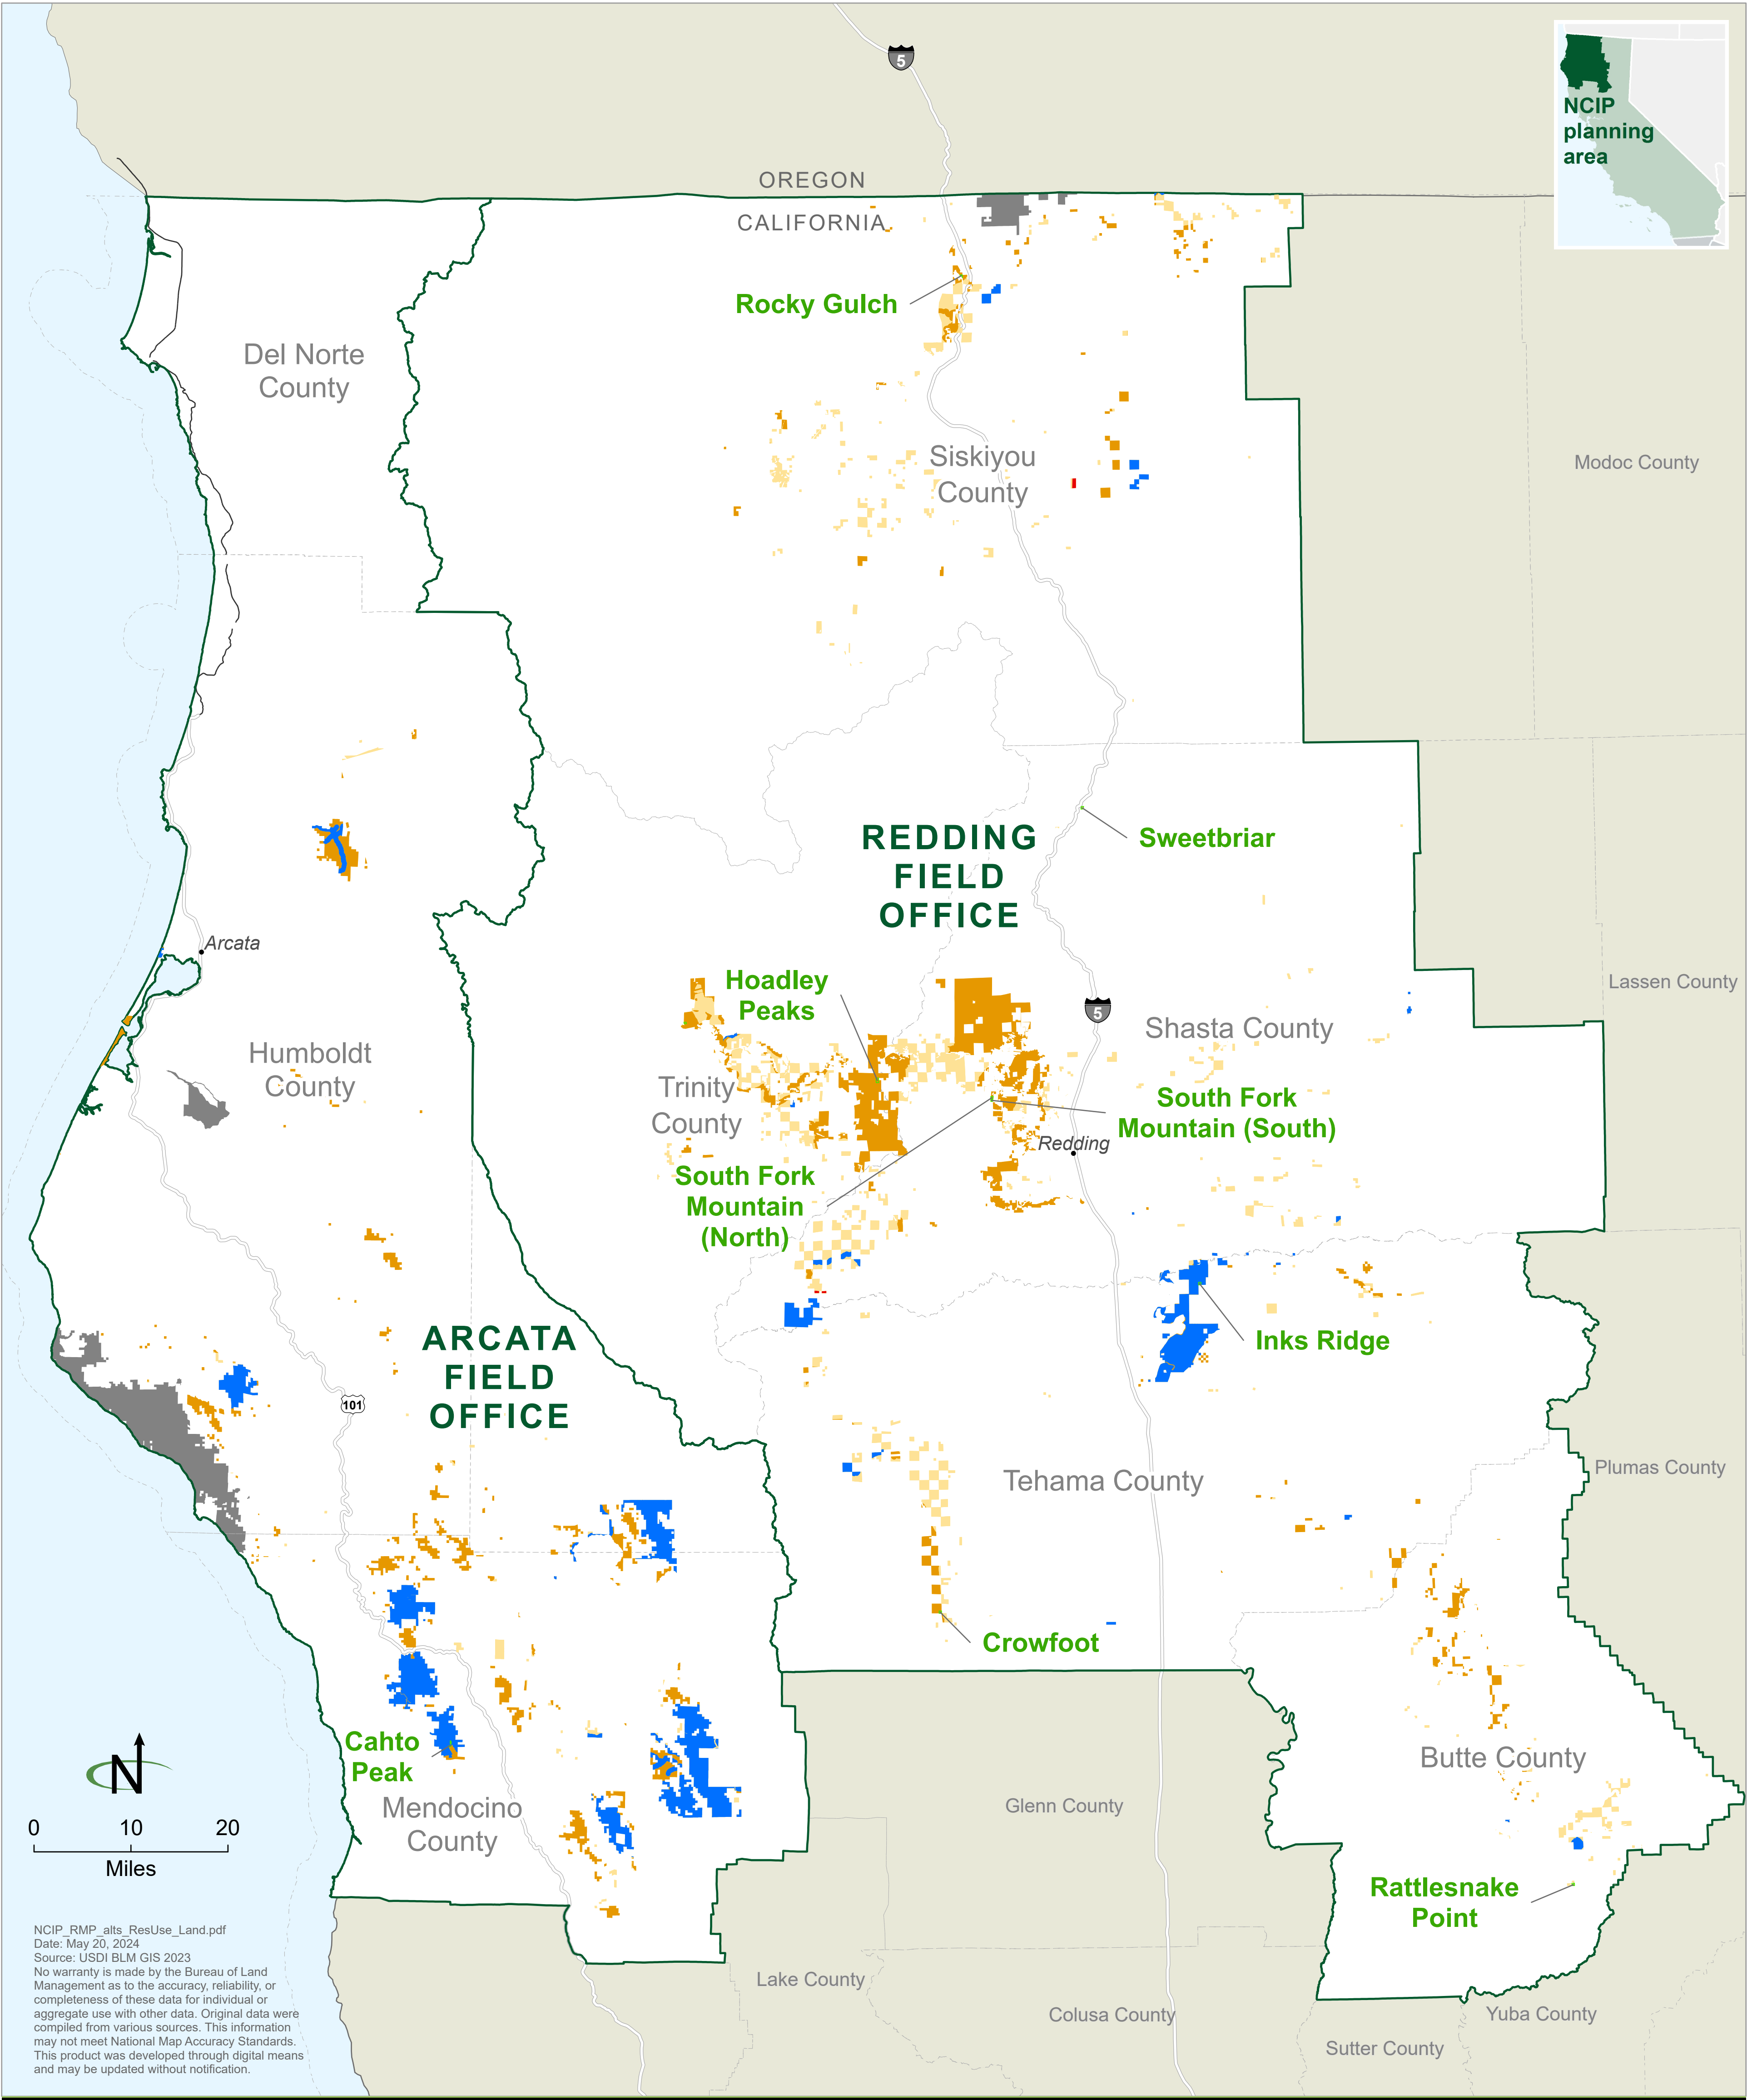 5
NCIP
planning
area
OREGON
CALIFORNIA
Rocky Gulch
Del Norte
County
Siskiyou
County
Modoc County
REDDING
FIELD
OFFICE
Sweetbriar
Arcata
Hoadley
Peaks
5
Lassen County
Shasta County
Humboldt
County
Trinity
County
South Fork
Mountain (South)
Redding
South Fork
Mountain
(North)
Inks Ridge
ARCATA
FIELD
OFFICE
101
Plumas County
Tehama County
Crowfoot
Cahto
Peak
N
Mendocino
County
Butte County
Glenn County
0 10 20
Miles
Rattlesnake
Point
NCIP_RMP_alts_ResUse_Land.pdf
Date: May 20, 2024
Source: USDI BLM GIS 2023
No warranty is made by the Bureau of Land
Management as to the accuracy, reliability, or
completeness of these data for individual or
aggregate use with other data. Original data were
compiled from various sources. This information
may not meet National Map Accuracy Standards.
This product was developed through digital means
and may be updated without notification.
Lake County
Colusa County
Yuba County
Sutter County